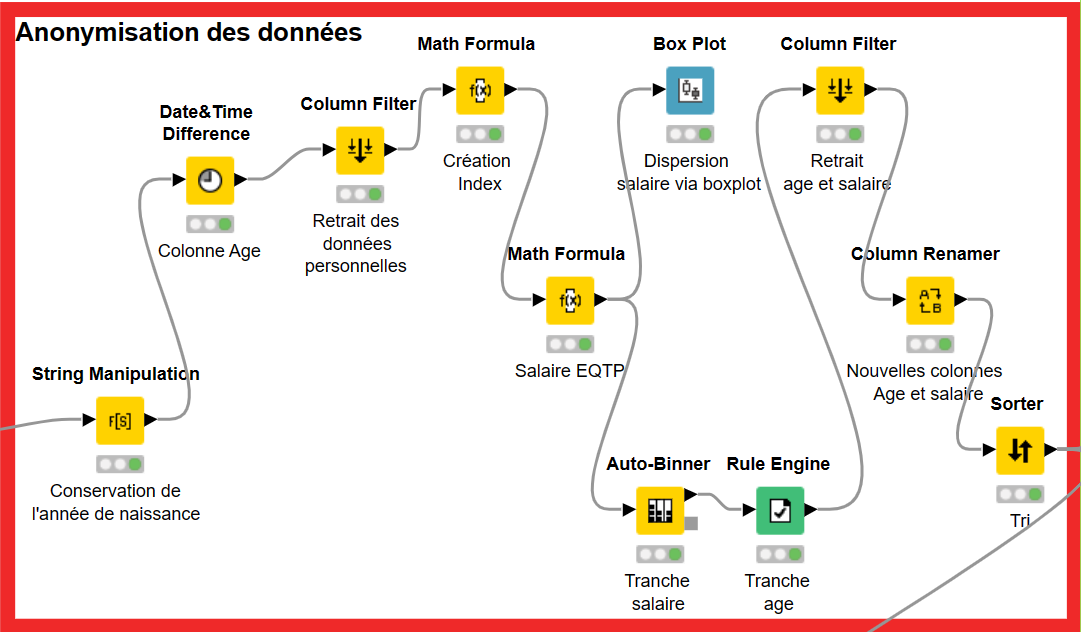 Anonymisation des données
Math Formula
Box Plot
Column Filter
Date&Time
Difference
Column Filter
f(x)
Création
Index
Dispersion
salaire via boxplot
Retrait
age et salaire
Colonne Age
Retrait des
données
personnelles
Math Formula
Column Renamer
f(x)
A
B
Salaire EQTP
Nouvelles colonnes
Age et salaire
String Manipulation
Sorter
F[S]
Auto-Binner
Rule Engine
Conservation de
l'année de naissance
Tri
Tranche
salaire
Tranche
age